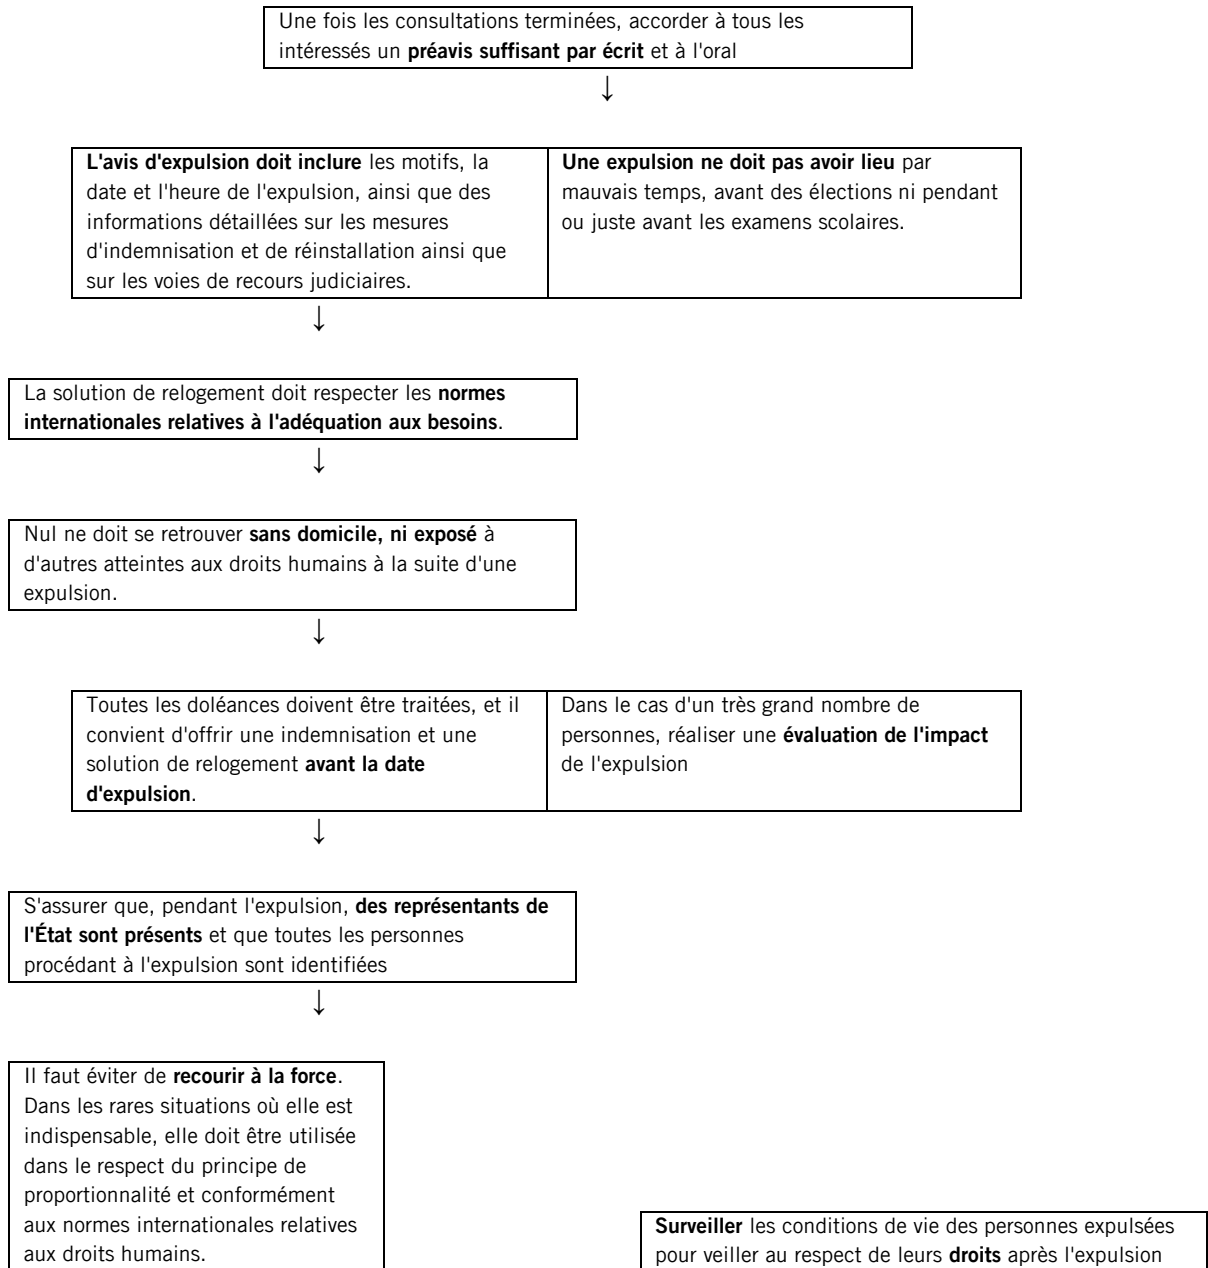 Une fois les consultations terminées, accorder à tous les
intéressés un préavis suffisant par écrit et à l'oral
↓
L'avis d'expulsion doit inclure les motifs, la
date et l'heure de l'expulsion, ainsi que des
informations détaillées sur les mesures
d'indemnisation et de réinstallation ainsi que
sur les voies de recours judiciaires.
Une expulsion ne doit pas avoir lieu par
mauvais temps, avant des élections ni pendant
ou juste avant les examens scolaires.
↓
La solution de relogement doit respecter les normes
internationales relatives à l'adéquation aux besoins.
↓
Nul ne doit se retrouver sans domicile, ni exposé à
d'autres atteintes aux droits humains à la suite d'une
expulsion.
↓
Toutes les doléances doivent être traitées, et il
convient d'offrir une indemnisation et une
solution de relogement avant la date
d'expulsion.
Dans le cas d'un très grand nombre de
personnes, réaliser une évaluation de l'impact
de l'expulsion
↓
S'assurer que, pendant l'expulsion, des représentants de
l'État sont présents et que toutes les personnes
procédant à l'expulsion sont identifiées
↓
Il faut éviter de recourir à la force.
Dans les rares situations où elle est
indispensable, elle doit être utilisée
dans le respect du principe de
proportionnalité et conformément
aux normes internationales relatives
aux droits humains.
Surveiller les conditions de vie des personnes expulsées
pour veiller au respect de leurs droits après l'expulsion